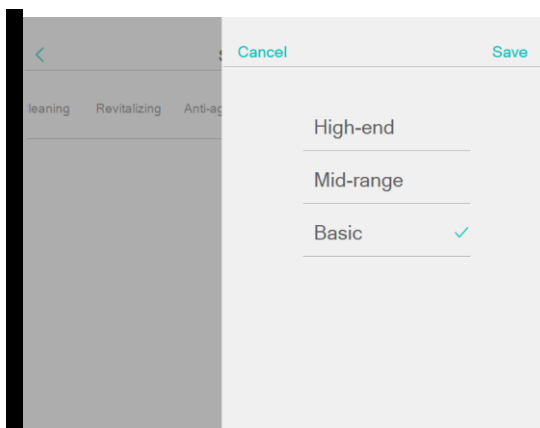 Cancel
Save
leaning
Revitalizing
Anti-ag
High-end
Mid-range
Basic